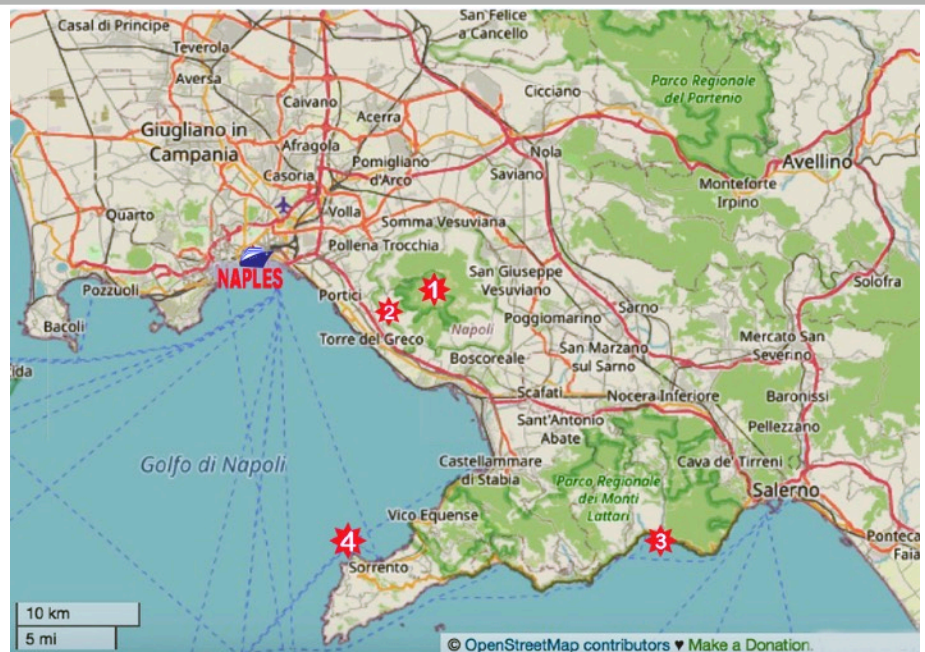 San Felice
a Cancello
Casal di Principe
Teverola
Aversa
Cicciano
Parco Regionale
del Partenio
Caivano
Acerra
Giugliano in
Campania
Afragola
Nola
Avellino
Pomigliano
d'Arco
Casoria
Saviano
Monteforte
Irpino
Quarto
Volla
Somma Vesuviana
Pollena Trocchia
NAPLES
San Giuseppe
Vesuviano
Solofra
Pozzuoli
Portici
1
2
Sarno
Poggiomarino
Bacoli
Napoli
Torre del Greco
Mercato San
Severino
Boscoreale
San Marzano
sul Sarno
ida
Scafati
Nocera Inferiore
Baronissi
Sant'Antonio
Abate
Pellezzano
Golfo di Napoli
Castellammare
di Stabia
Cava de' Tirreni
Parco Regionale
dei Monti
Lattari
Salerno
Vico Equense
4
3
Ponteca
Faia
Sorrento
10 km
5 mi
© OpenStreetMap contributors ♥ Make a Donation.